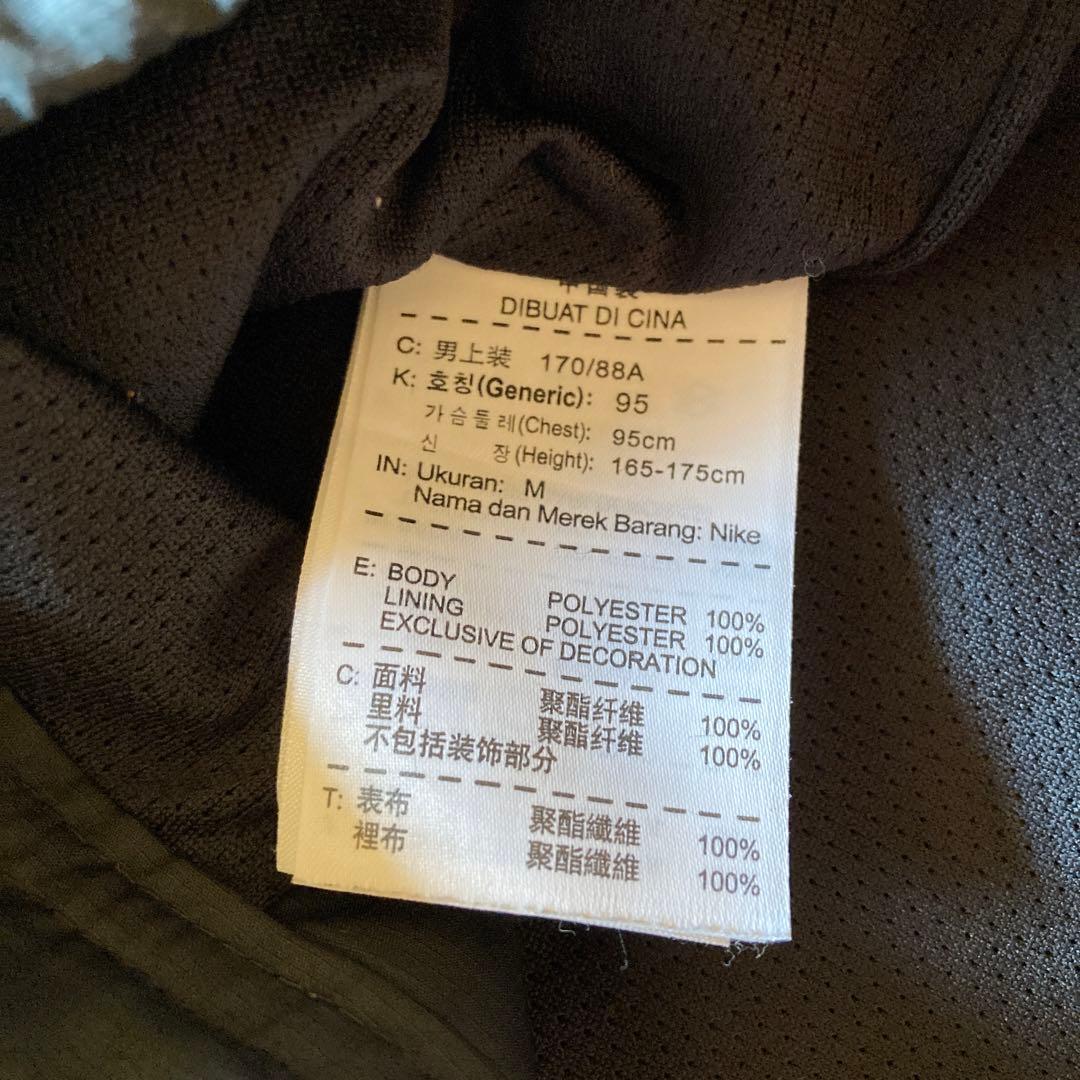 DIBUAT DI CINA
C: 男上装 170/88A
K: 호칭(Generic): 95
가슴둘레(Chest): 95cm
신 장(Height): 165-175cm
IN: Ukuran: M
Nama dan Merek Barang: Nike
E: BODY POLYESTER 100%
LINING POLYESTER 100%
EXCLUSIVE OF DECORATION
C: 面料 聚酯纤维 100%
里料 聚酯纤维 100%
不包括装饰部分
T: 表布 聚酯纖維 100%
裡布 聚酯纖維 100%